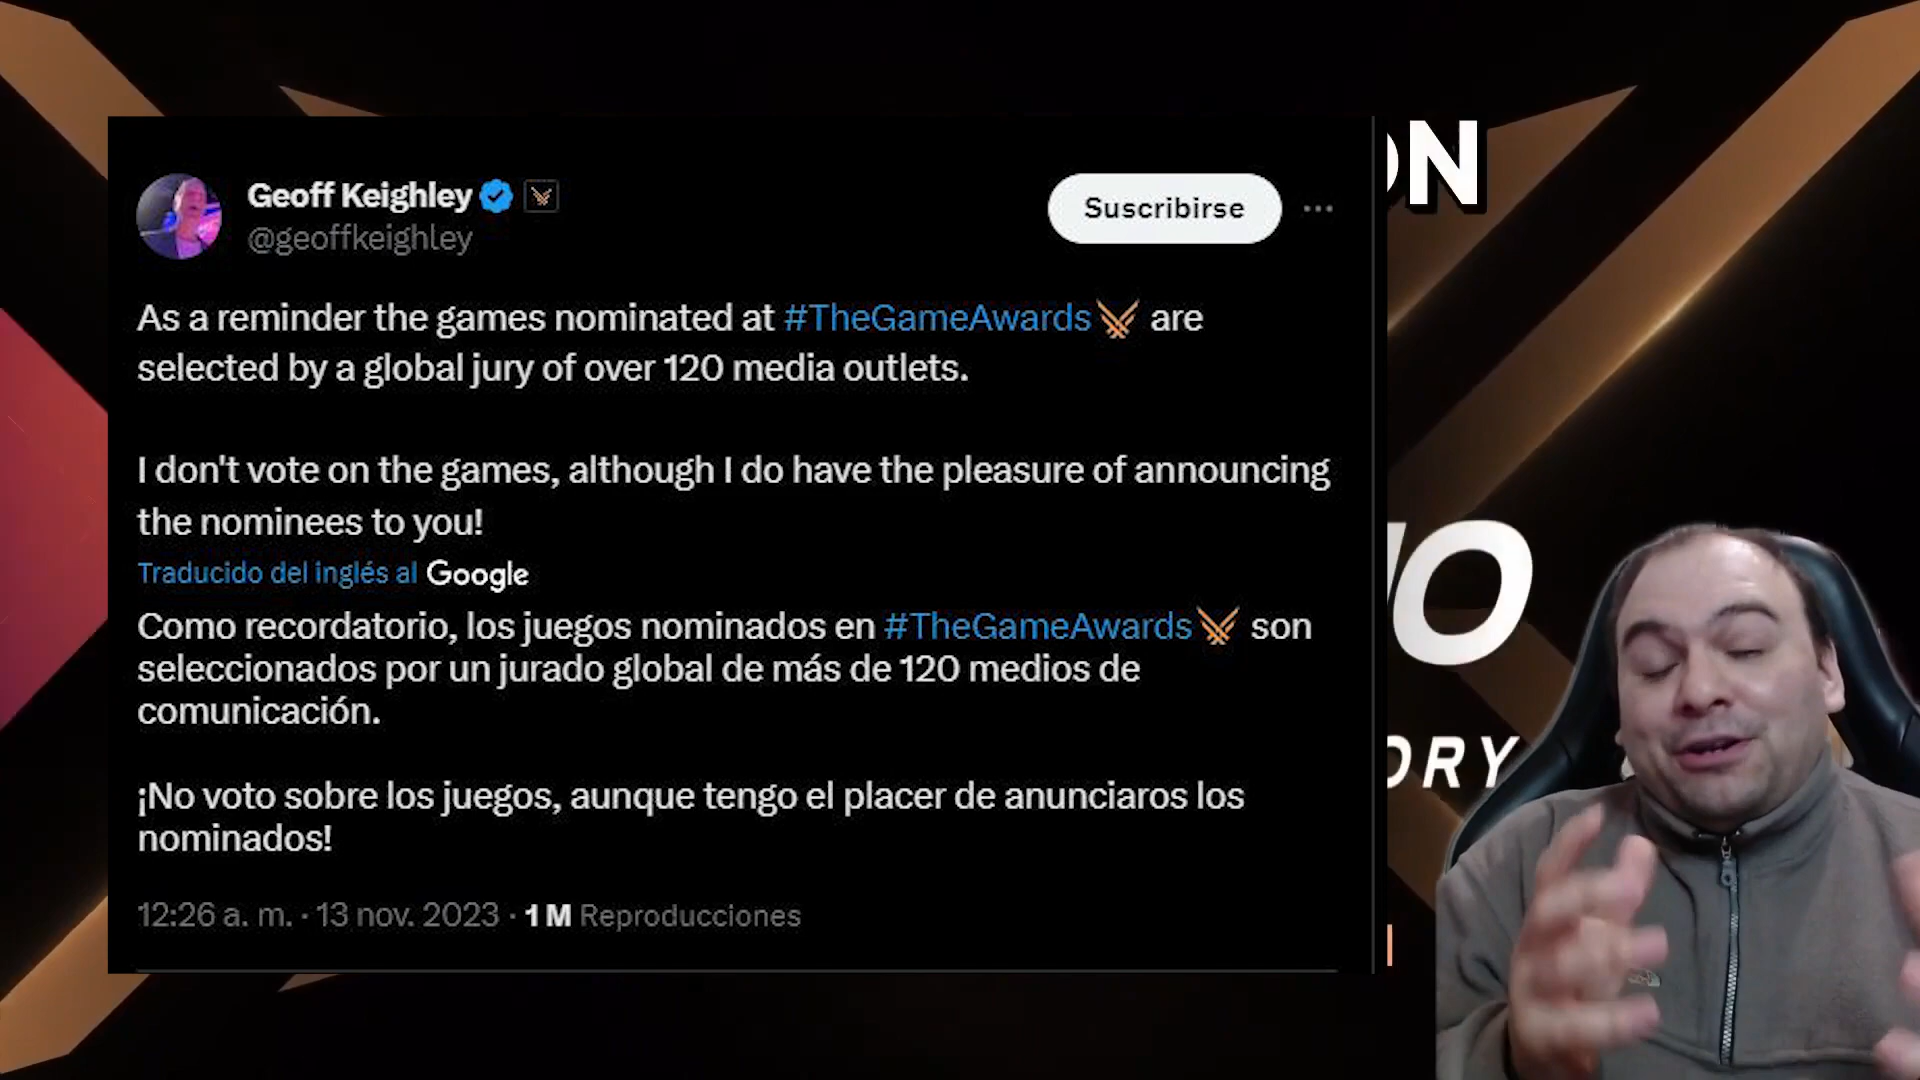 Geoff Keighley
@geoffkeighley
Suscribirse
As a reminder the games nominated at #TheGameAwards are
selected by a global jury of over 120 media outlets.
I don't vote on the games, although I do have the pleasure of announcing
the nominees to you!
Traducido del inglés al Google
Como recordatorio, los juegos nominados en #TheGameAwards son
seleccionados por un jurado global de más de 120 medios de
comunicación.
¡No voto sobre los juegos, aunque tengo el placer de anunciaros los
nominados!
12:26 a. m. · 13 nov. 2023 · 1 M Reproducciones